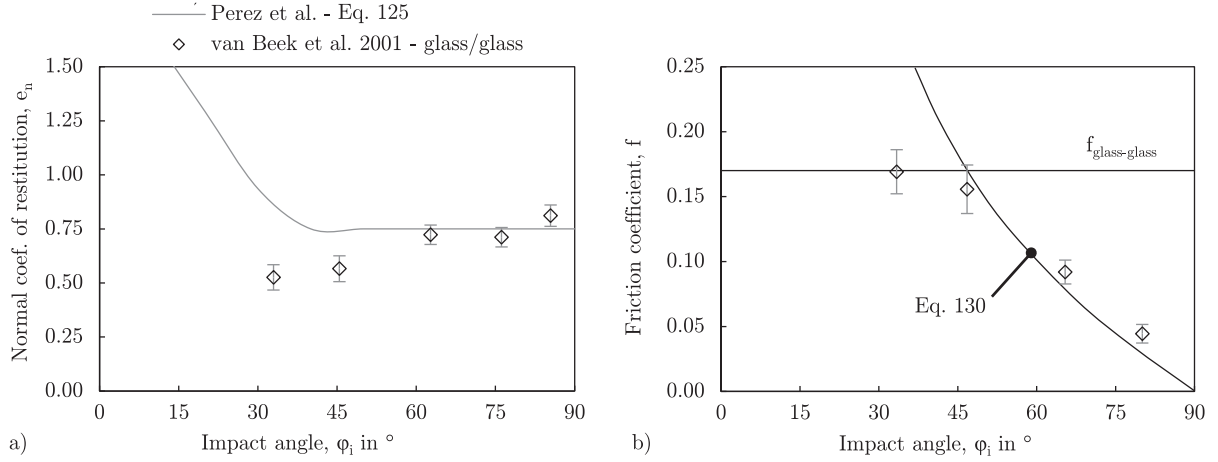 Perez et al. - Eq. 125
van Beek et al. 2001 - glass/glass
Normal coef. of restitution, eₙ
1.50
1.25
1.00
0.75
0.50
0.25
0.00
0 15 30 45 60 75 90
Impact angle, φᵢ in °
a)
Friction coefficient, f
0.25
0.20
0.15
0.10
0.05
0.00
f_glass-glass
Eq. 130
0 15 30 45 60 75 90
Impact angle, φᵢ in °
b)